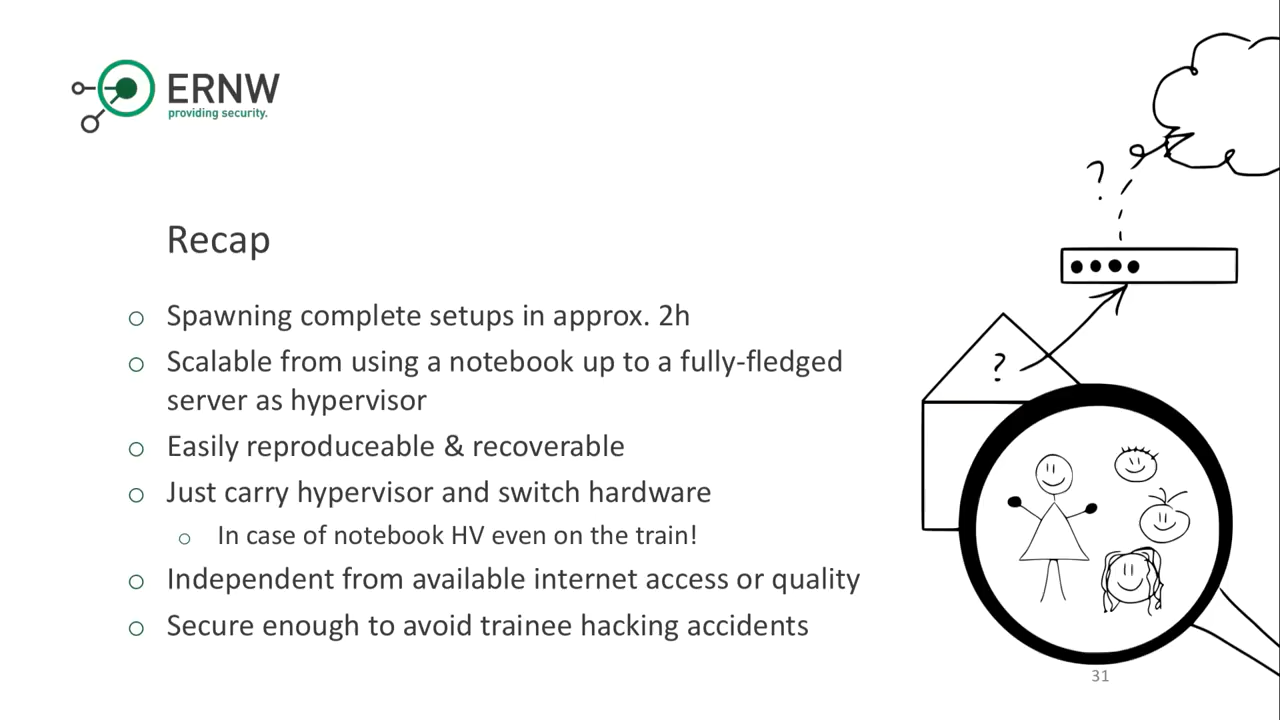 ERNW
providing security.
Recap
Spawning complete setups in approx. 2h
Scalable from using a notebook up to a fully-fledged
server as hypervisor
Easily reproduceable & recoverable
Just carry hypervisor and switch hardware
In case of notebook HV even on the train!
Independent from available internet access or quality
Secure enough to avoid trainee hacking accidents
?
?
31